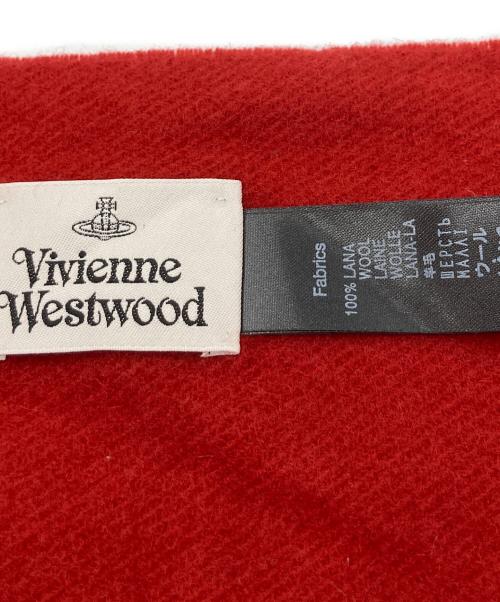 Vivienne
Westwood
Fabrics
100% LANA
WOOL
LAINE
WOLLE
LANA-LA
羊毛
ШЕРСТЬ
ΜΑΛΛΙ
ウール